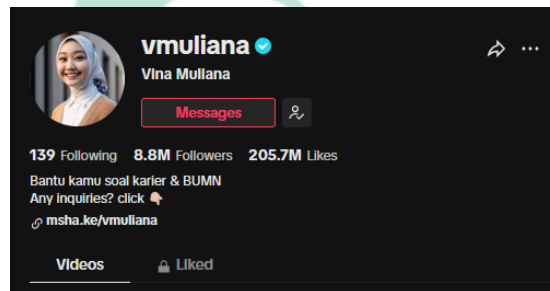 vmuliana
Vina Muliana
Messages
139 Following 8.8M Followers 205.7M Likes
Bantu kamu soal karier & BUMN
Any inquiries? click 👇🏻
msha.ke/vmuliana
Videos Liked